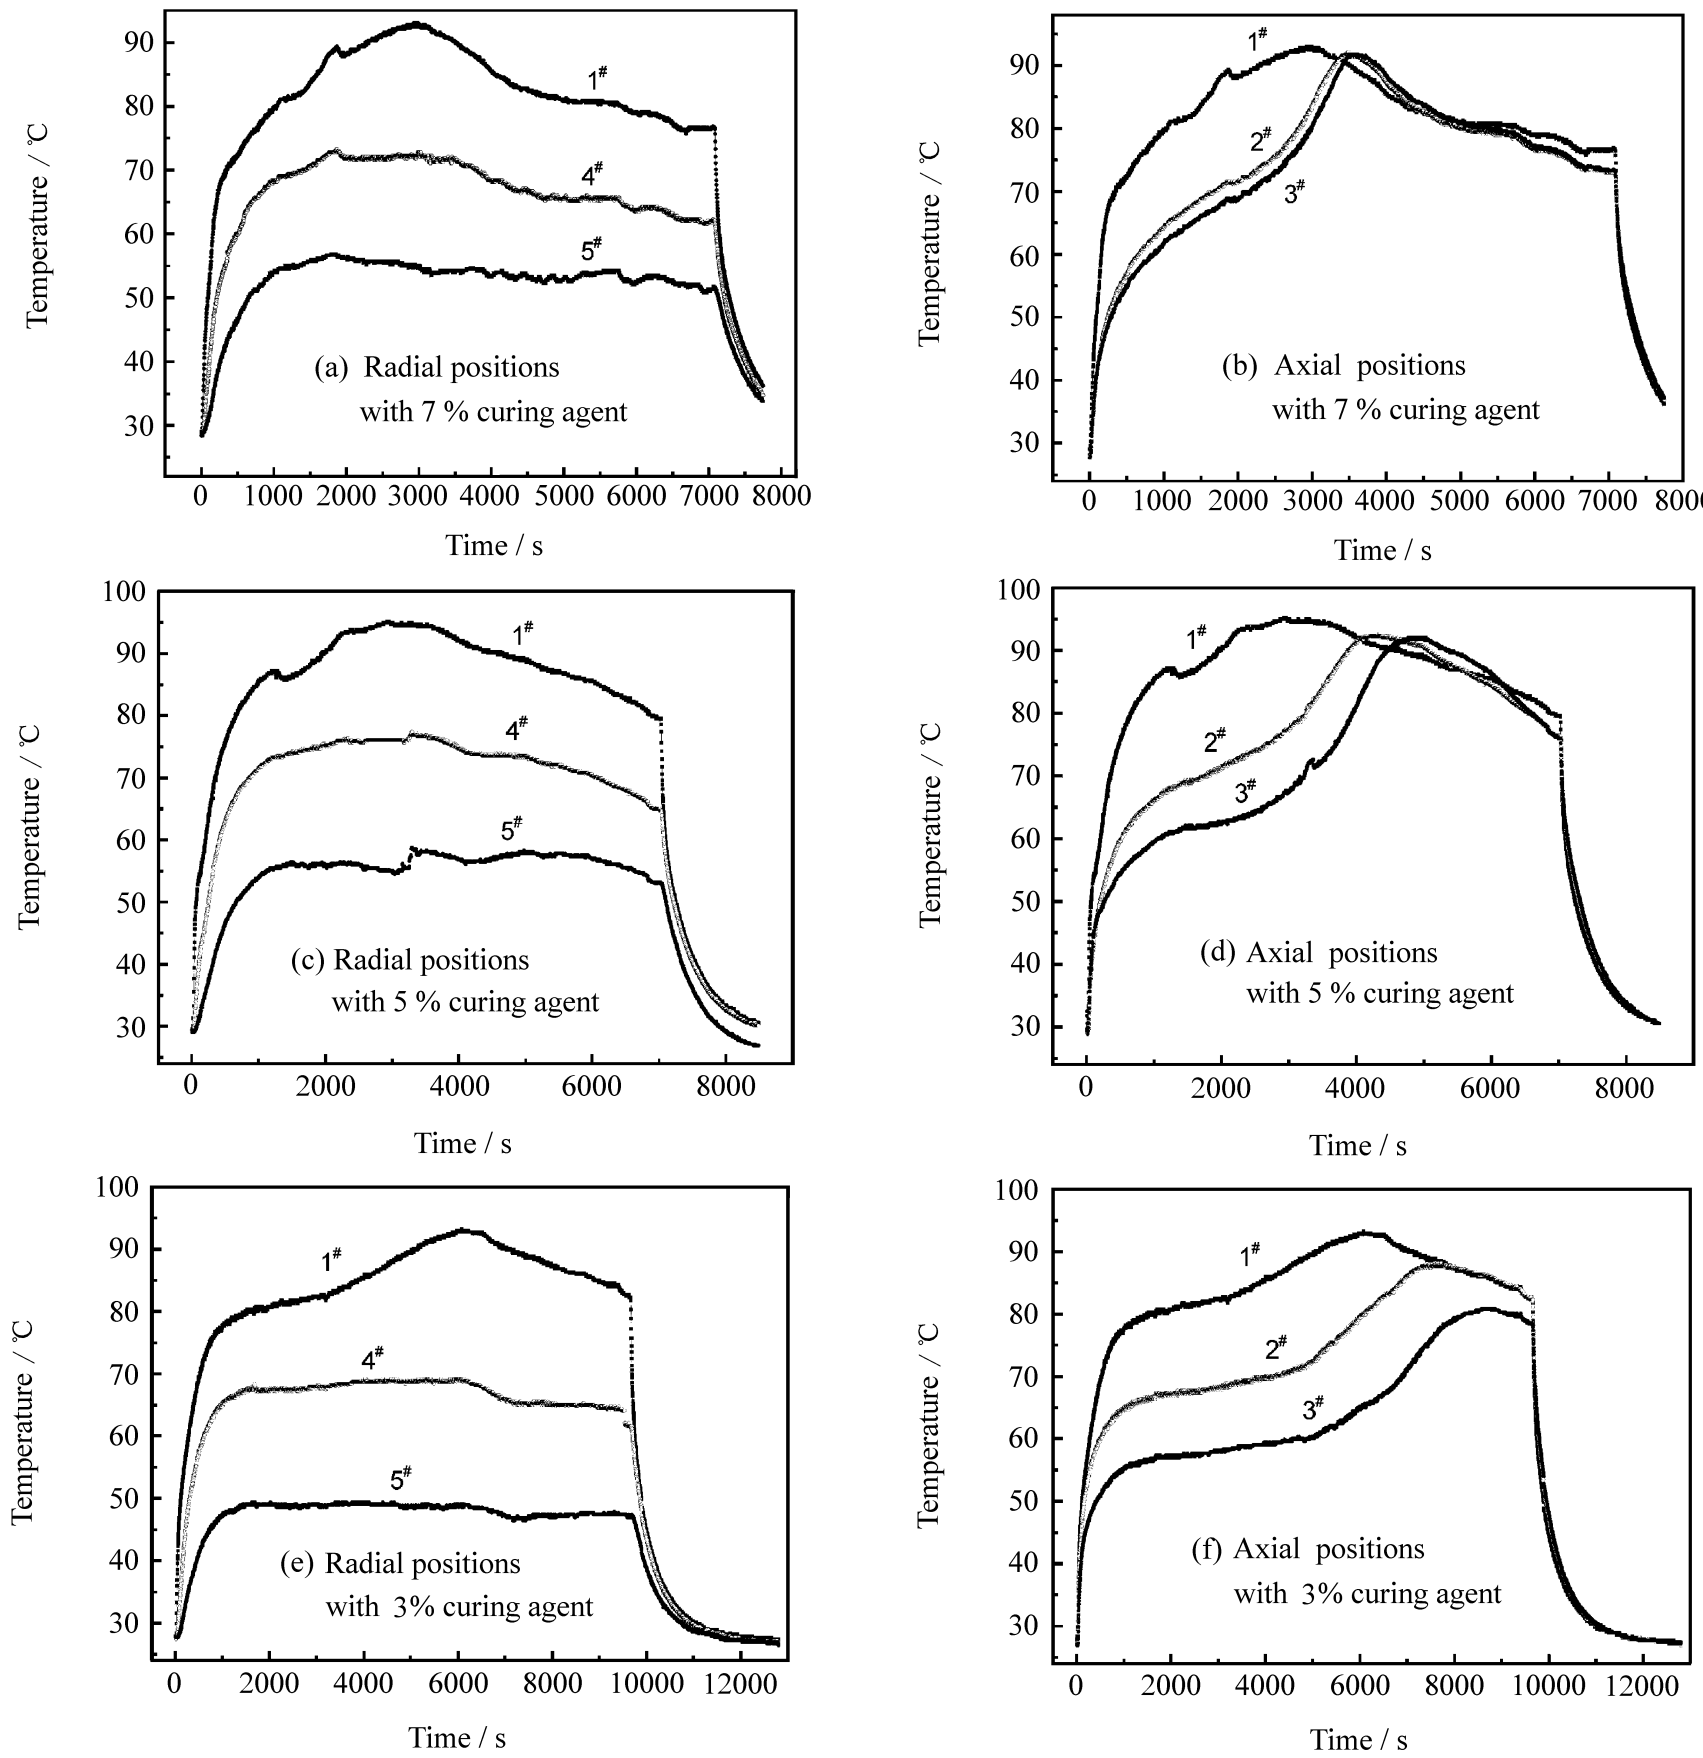 90
80
70
60
50
40
30
Temperature / ℃
1#
4#
5#
(a) Radial positions
with 7 % curing agent
0 1000 2000 3000 4000 5000 6000 7000 8000
Time / s
90
80
70
60
50
40
30
Temperature / ℃
1#
2#
3#
(b) Axial positions
with 7 % curing agent
0 1000 2000 3000 4000 5000 6000 7000 800
Time / s
100
90
80
70
60
50
40
30
Temperature / ℃
1#
4#
5#
(c) Radial positions
with 5 % curing agent
0 2000 4000 6000 8000
Time / s
100
90
80
70
60
50
40
30
Temperature / ℃
1#
2#
3#
(d) Axial positions
with 5 % curing agent
0 2000 4000 6000 8000
Time / s
100
90
80
70
60
50
40
30
Temperature / ℃
1#
4#
5#
(e) Radial positions
with 3% curing agent
0 2000 4000 6000 8000 10000 12000
Time / s
100
90
80
70
60
50
40
30
Temperature / ℃
1#
2#
3#
(f) Axial positions
with 3% curing agent
0 2000 4000 6000 8000 10000 12000
Time / s